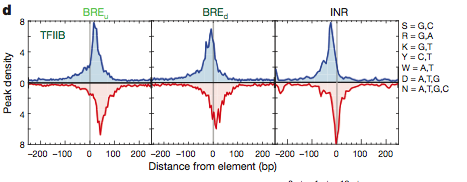 d
BREu BREd INR
TFIIB
8
4
0
4
8
Peak density
-200 -100 0 100 200 -200 -100 0 100 200 -200 -100 0 100 200
Distance from element (bp)
S = G,C
R = G,A
K = G,T
Y = C,T
W = A,T
D = A,T,G
N = A,T,G,C